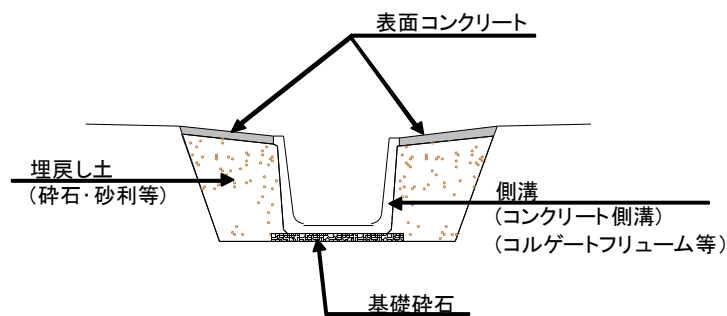 表面コンクリート
埋戻し土
(砕石・砂利等)
側溝
(コンクリート側溝)
(コルゲートフリューム等)
基礎砕石